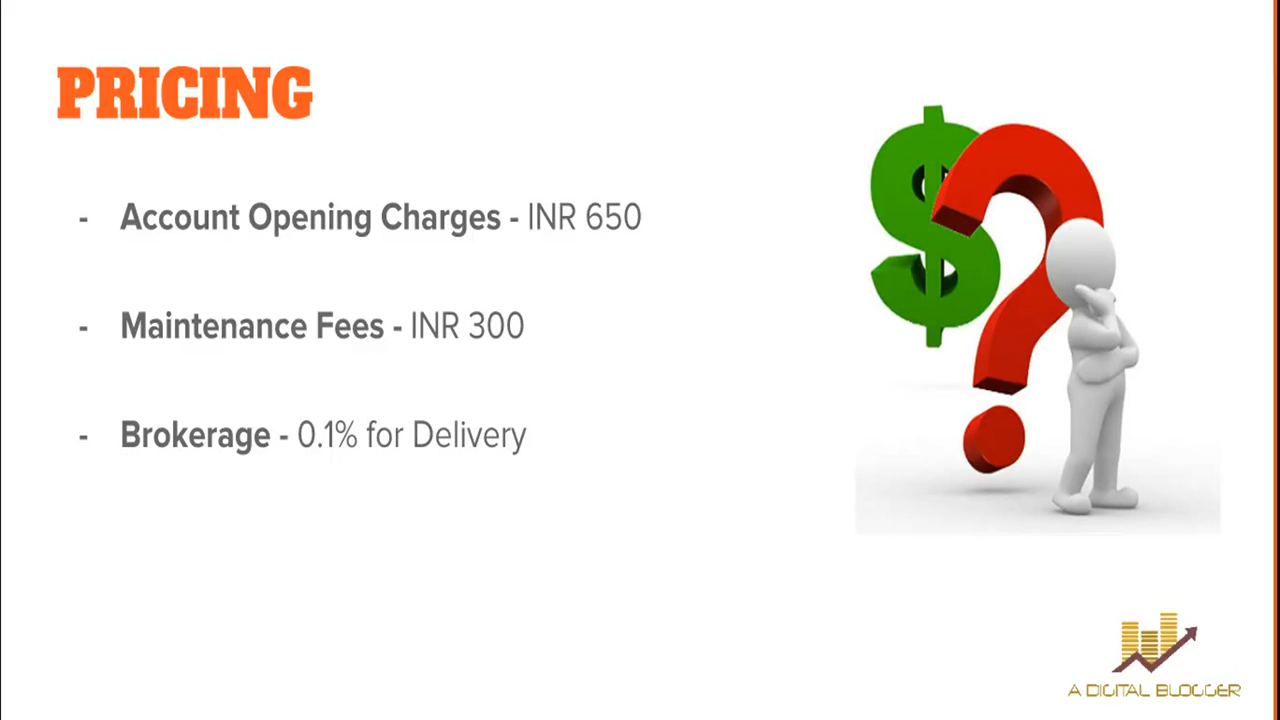 PRICING
- Account Opening Charges - INR 650
- Maintenance Fees - INR 300
- Brokerage - 0.1% for Delivery
A DIGITAL BLOGGER